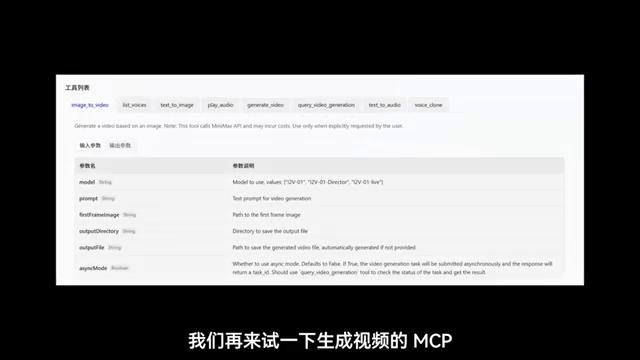 工具列表
image_to_video list_voices text_to_image play_audio generate_video query_video_generation text_to_audio voice_clone
Generate a video based on an image. Note: This tool calls MiniMax API and may incur costs. Use only when explicitly requested by the user.
输入参数 输出参数
参数名 参数说明
model String Model to use, values: ["I2V-01", "I2V-01-Director", "I2V-01-live"]
prompt String Text prompt for video generation
firstFrameImage String Path to the first frame image
outputDirectory String Directory to save the output file
outputFile String Path to save the generated video file, automatically generated if not provided
asyncMode Boolean Whether to use async mode. Defaults to False. If True, the video generation task will be submitted asynchronously and the response will
return a task_id. Should use `query_video_generation` tool to check the status of the task and get the result
我们再来试一下生成视频的 MCP